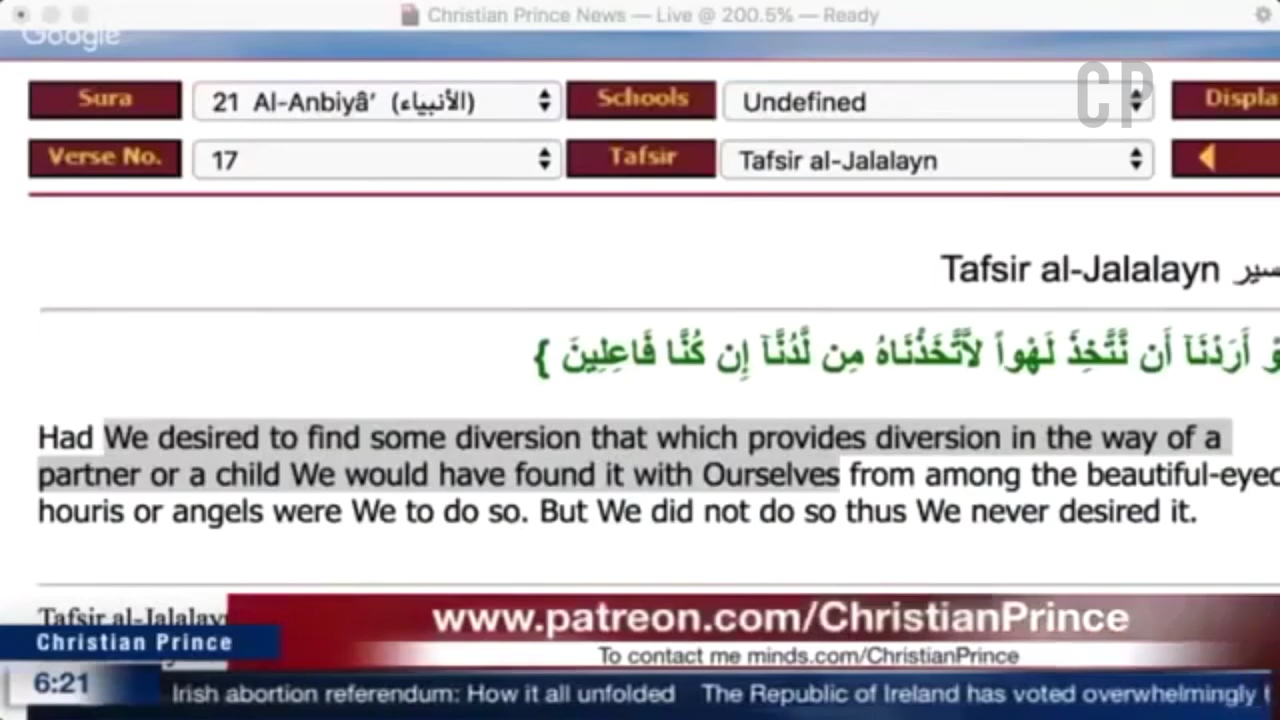 Christian Prince News — Live @ 200.5% — Ready
Google
CP
Sura 21 Al-Anbiyâ’ (الأنبياء) Schools Undefined
Verse No. 17 Tafsir Tafsir al-Jalalayn
Tafsir al-Jalalayn
أَرَدْنَآ أَن نَّتَّخِذَ لَهْواً لاَّتَّخَذْنَاهُ مِن لَّدُنَّآ إِن كُنَّا فَاعِلِينَ }
Had We desired to find some diversion that which provides diversion in the way of a
partner or a child We would have found it with Ourselves from among the beautiful-eyed
houris or angels were We to do so. But We did not do so thus We never desired it.
www.patreon.com/ChristianPrince
Christian Prince
To contact me minds.com/ChristianPrince
6:21
Irish abortion referendum: How it all unfolded The Republic of Ireland has voted overwhelmingly